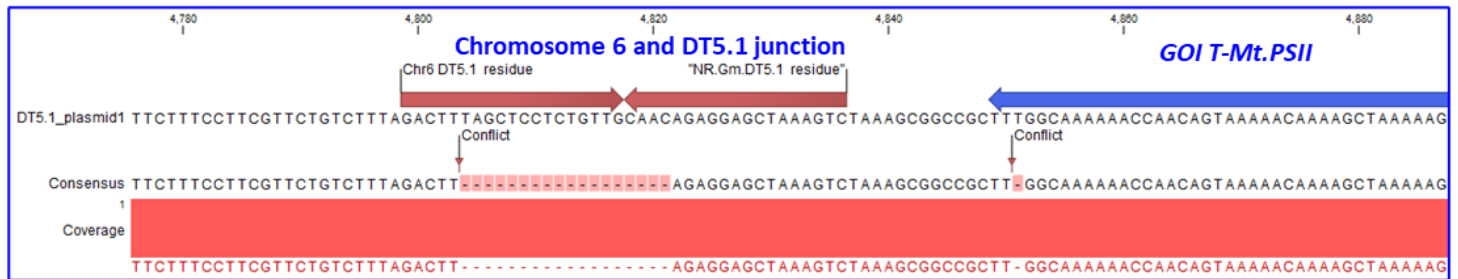 4,780 4,800 4,820 4,840 4,860 4,880
Chromosome 6 and DT5.1 junction
GOI T-Mt.PSII
Chr6 DT5.1 residue
"NR.Gm.DT5.1 residue"
DT5.1_plasmid1 TTCTTTCCTTCGTTCTGTCTTTAGACTTTAGCTCCTCTGTTGCAACAGAGGAGCTAAAGTCTAAAGCGGCCGCTTTGGCAAAAAACCAACAGTAAAAACAAAAGCTAAAAAG
Conflict
Conflict
Consensus TTCTTTCCTTCGTTCTGTCTTTAGACTT------------------AGAGGAGCTAAAGTCTAAAGCGGCCGCTT-GGCAAAAAACCAACAGTAAAAACAAAAGCTAAAAAG
1
Coverage
TTCTTTCCTTCGTTCTGTCTTTAGACTT------------------AGAGGAGCTAAAGTCTAAAGCGGCCGCTT-GGCAAAAAACCAACAGTAAAAACAAAAGCTAAAAAG